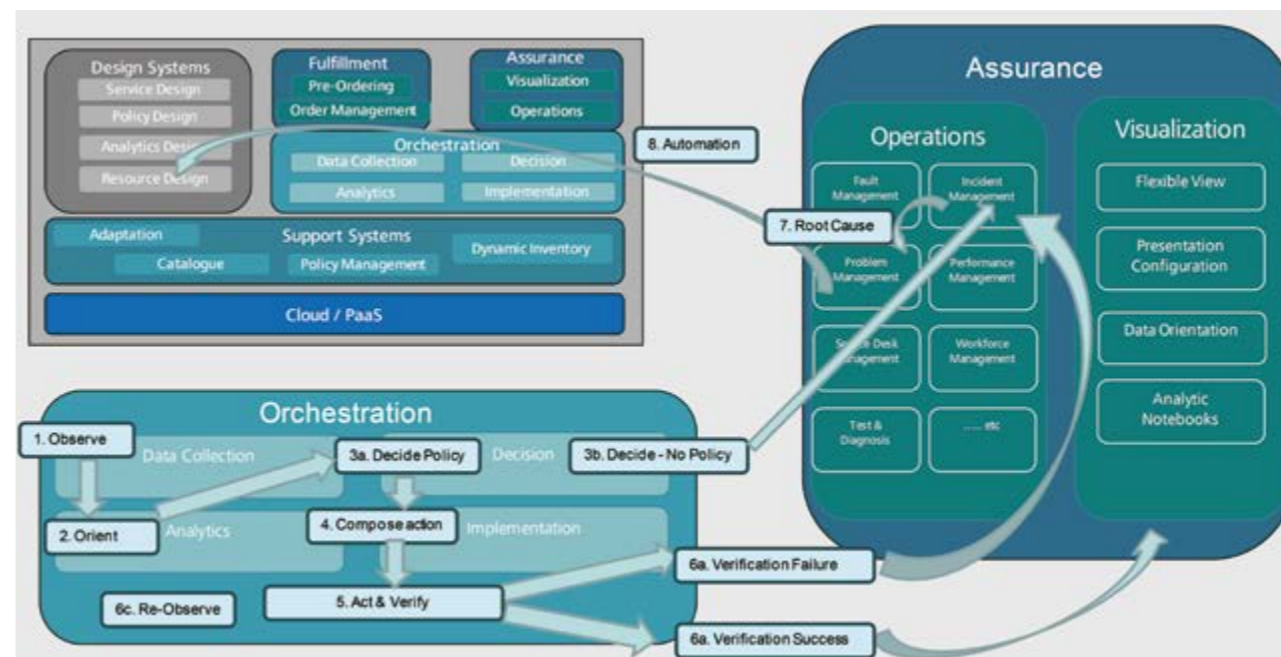 Design Systems
Service Design
Policy Design
Analytics Design
Resource Design
Fulfillment
Pre-Ordering
Order Management
Assurance
Visualization
Operations
Orchestration
Data Collection
Decision
Analytics
Implementation
8. Automation
Adaptation
Support Systems
Dynamic Inventory
Catalogue
Policy Management
Cloud / PaaS
Assurance
Operations
Fault
Management
Incident
Management
7. Root Cause
Problem
Management
Performance
Management
Desk
Management
Workforce
Management
Test &
Diagnosis
...... etc
Visualization
Flexible View
Presentation
Configuration
Data Orientation
Analytic
Notebooks
Orchestration
1. Observe
Data Collection
3a. Decide Policy
Decision
3b. Decide - No Policy
2. Orient
Analytics
4. Compose action
Implementation
6c. Re-Observe
5. Act & Verify
6a. Verification Failure
6a. Verification Success